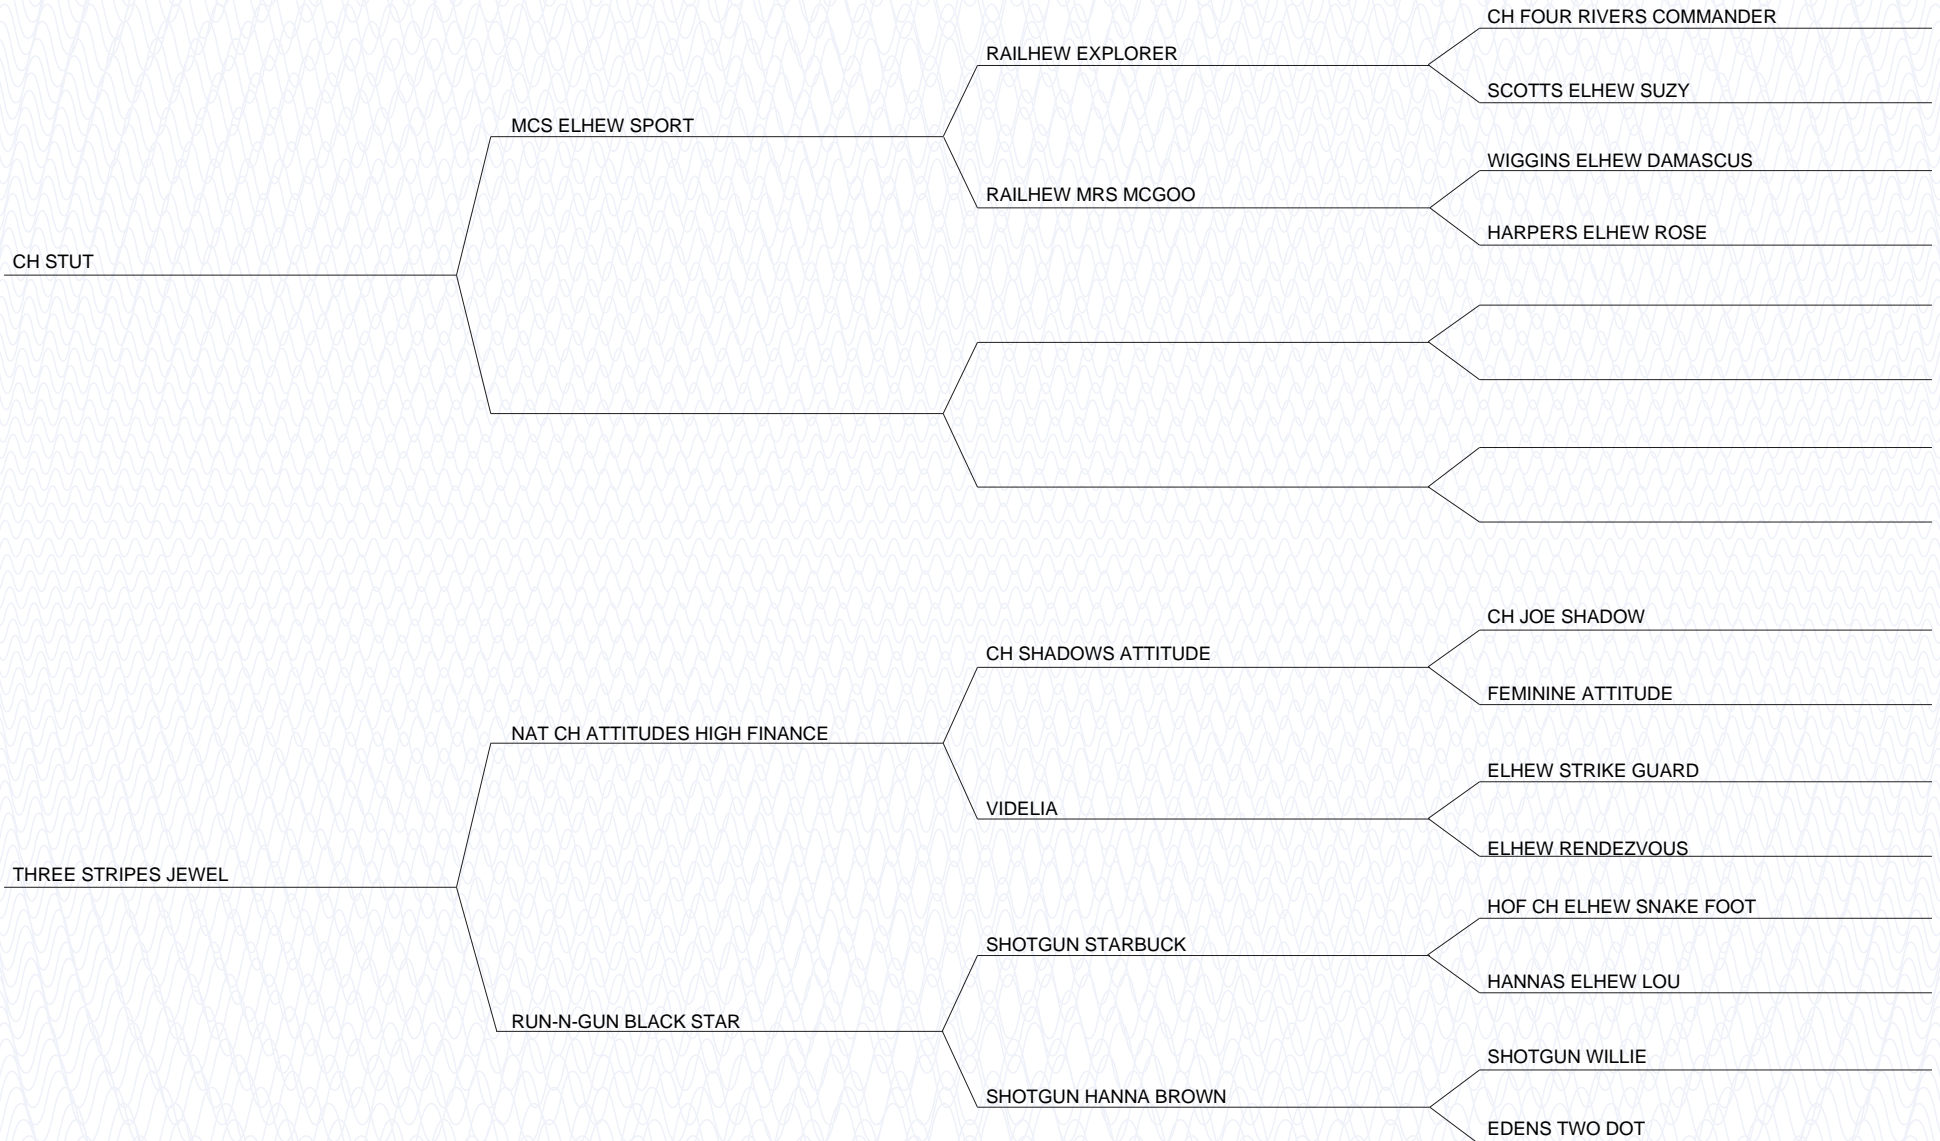 CH FOUR RIVERS COMMANDER
RAILHEW EXPLORER
SCOTTS ELHEW SUZY
MCS ELHEW SPORT
WIGGINS ELHEW DAMASCUS
RAILHEW MRS MCGOO
HARPERS ELHEW ROSE
CH STUT
CH JOE SHADOW
CH SHADOWS ATTITUDE
FEMININE ATTITUDE
NAT CH ATTITUDES HIGH FINANCE
ELHEW STRIKE GUARD
VIDELIA
ELHEW RENDEZVOUS
THREE STRIPES JEWEL
HOF CH ELHEW SNAKE FOOT
SHOTGUN STARBUCK
HANNAS ELHEW LOU
RUN-N-GUN BLACK STAR
SHOTGUN WILLIE
SHOTGUN HANNA BROWN
EDENS TWO DOT